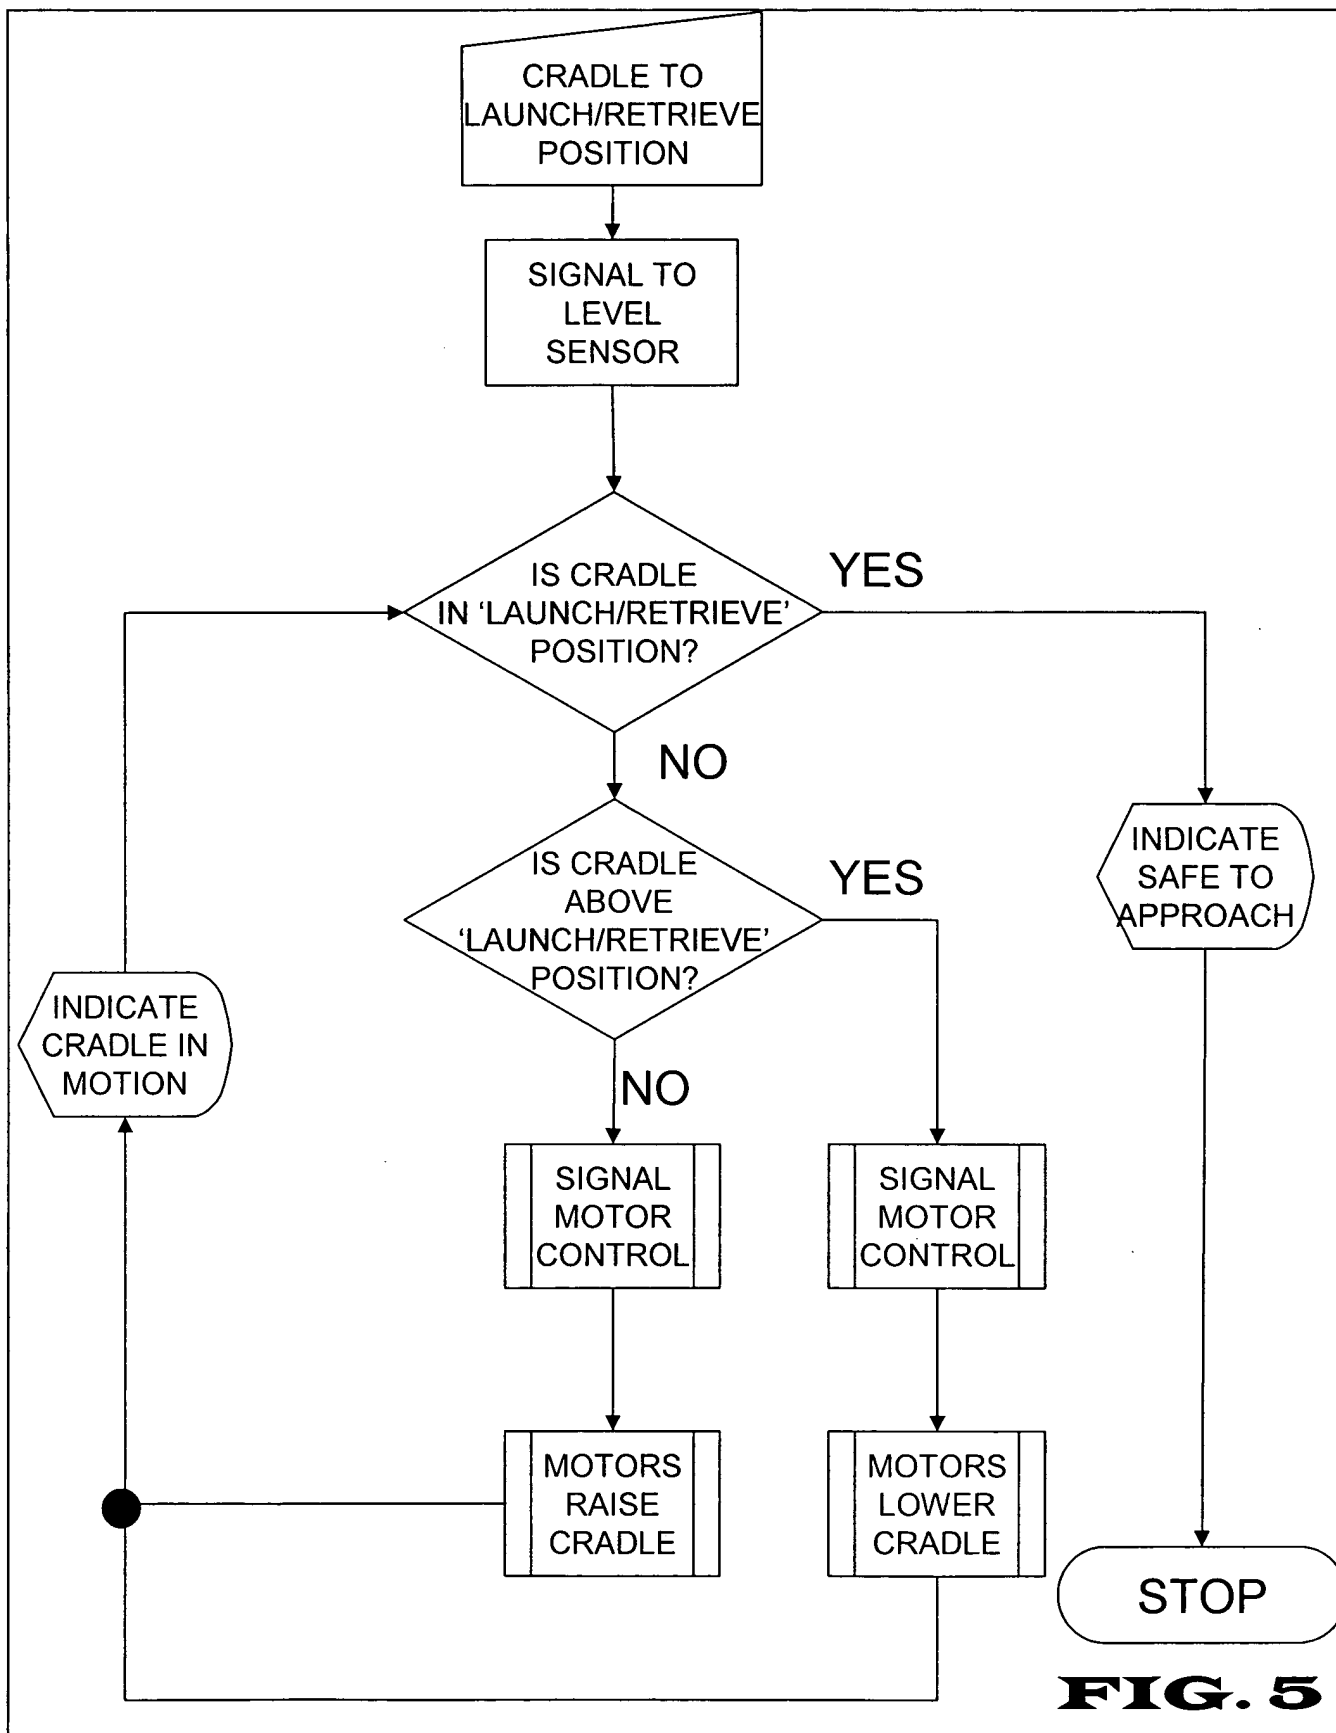 CRADLE TO
LAUNCH/RETRIEVE
POSITION
SIGNAL TO
LEVEL
SENSOR
IS CRADLE
IN ‘LAUNCH/RETRIEVE’
POSITION?
YES
NO
IS CRADLE
ABOVE
‘LAUNCH/RETRIEVE’
POSITION?
YES
NO
INDICATE
SAFE TO
APPROACH
INDICATE
CRADLE IN
MOTION
SIGNAL
MOTOR
CONTROL
SIGNAL
MOTOR
CONTROL
MOTORS
RAISE
CRADLE
MOTORS
LOWER
CRADLE
STOP
FIG. 5